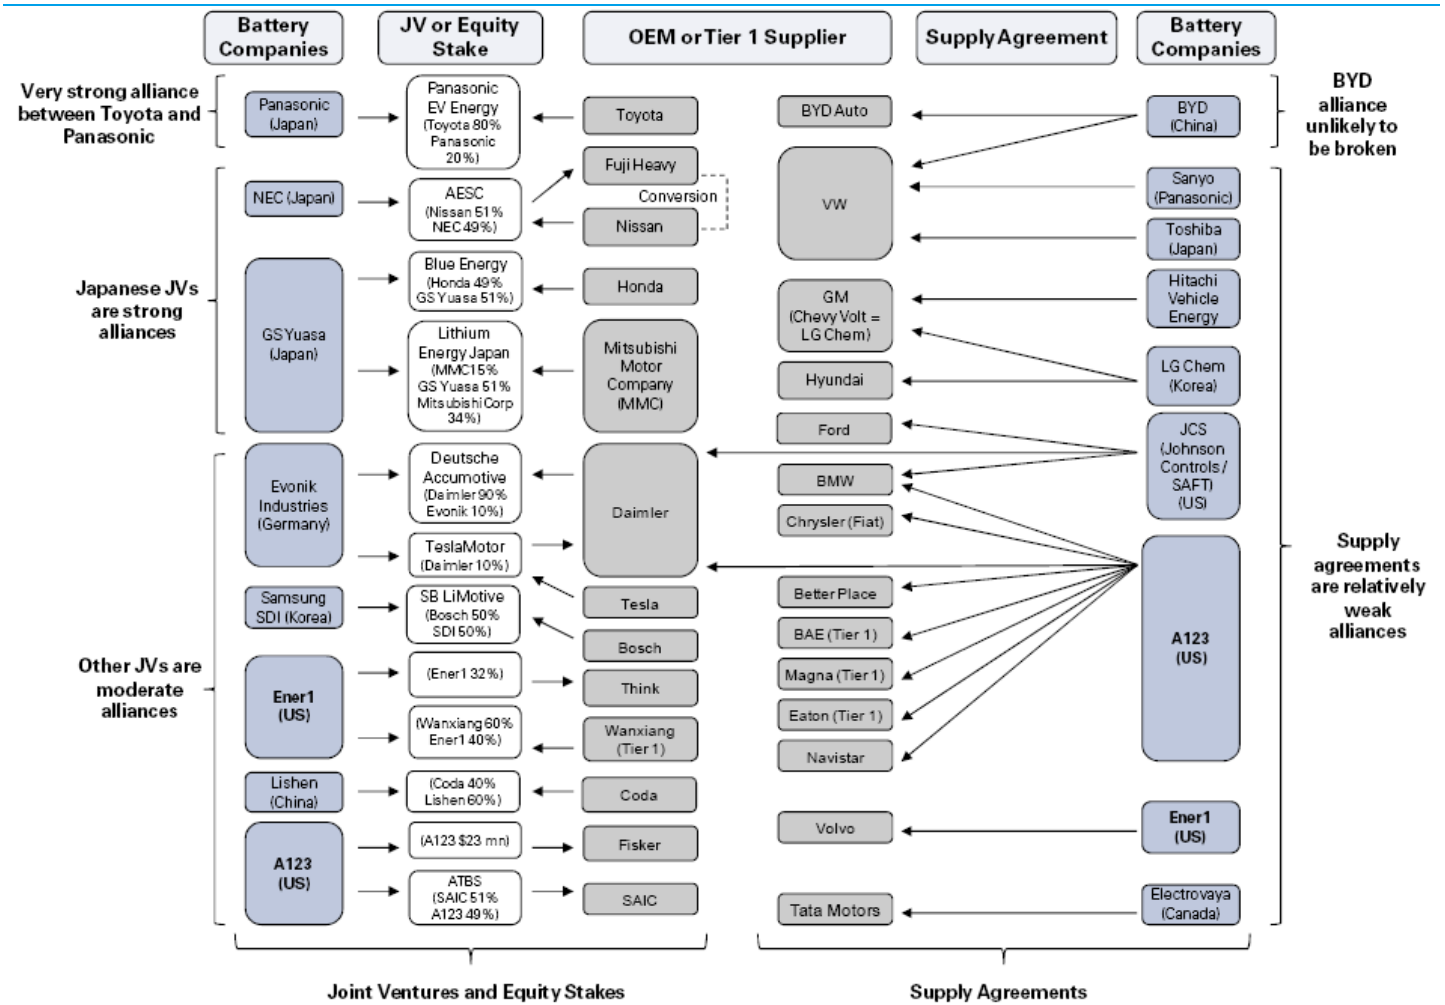 Battery
Companies
JV or Equity
Stake
OEM or Tier 1 Supplier
Supply Agreement
Battery
Companies
Very strong alliance
between Toyota and
Panasonic
Panasonic
(Japan)
Panasonic
EV Energy
(Toyota 80%
Panasonic
20%)
Toyota
BYD Auto
BYD
(China)
BYD
alliance
unlikely to
be broken
Japanese JVs
are strong
alliances
NEC (Japan)
AESC
(Nissan 51%
NEC 49%)
Fuji Heavy
Conversion
Nissan
VW
Sanyo
(Panasonic)
Toshiba
(Japan)
GS Yuasa
(Japan)
Blue Energy
(Honda 49%
GS Yuasa 51%)
Honda
GM
(Chevy Volt =
LG Chem)
Hitachi
Vehicle
Energy
Lithium
Energy Japan
(MMC15%
GS Yuasa 51%
Mitsubishi Corp
34%)
Mitsubishi
Motor
Company
(MMC)
Hyundai
LG Chem
(Korea)
Ford
BMW
Chrysler (Fiat)
JCS
(Johnson
Controls /
SAFT)
(US)
Other JVs are
moderate
alliances
Evonik
Industries
(Germany)
Deutsche
Accumotive
(Daimler 90%
Evonik 10%)
Daimler
TeslaMotor
(Daimler 10%)
Tesla
Samsung
SDI (Korea)
SB LiMotive
(Bosch 50%
SDI 50%)
Bosch
Better Place
BAE (Tier 1)
Magna (Tier 1)
Eaton (Tier 1)
Navistar
A123
(US)
Supply
agreements
are relatively
weak
alliances
Ener1
(US)
(Ener1 32%)
Think
(Wanxiang 60%
Ener1 40%)
Wanxiang
(Tier 1)
Lishen
(China)
(Coda 40%
Lishen 60%)
Coda
Volvo
Ener1
(US)
A123
(US)
(A123 $23 mn)
Fisker
ATBS
(SAIC 51%
A123 49%)
SAIC
Tata Motors
Electrovaya
(Canada)
Joint Ventures and Equity Stakes
Supply Agreements